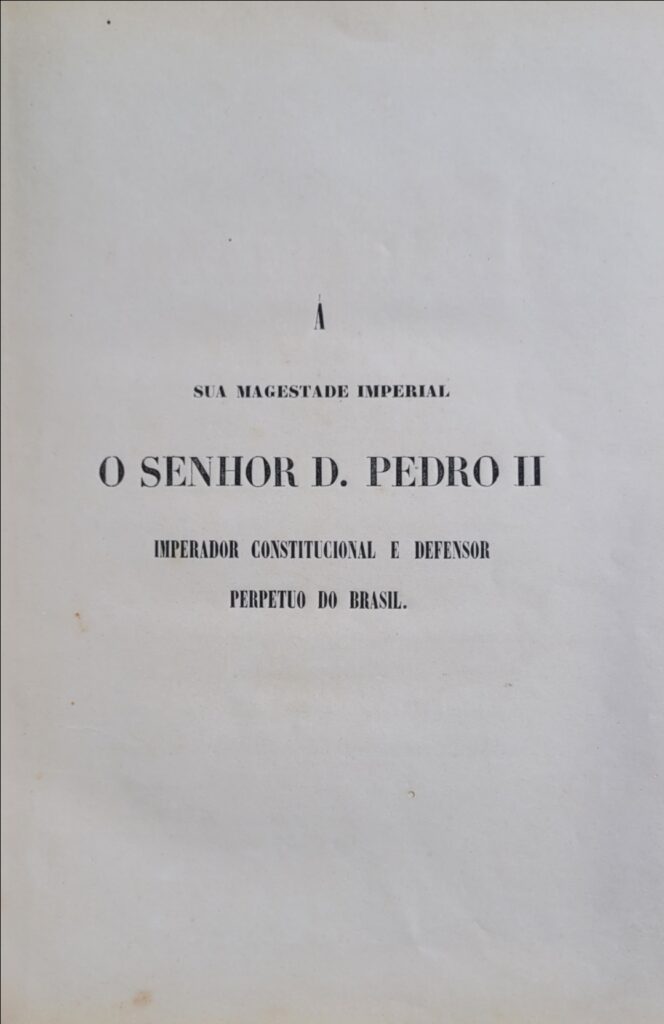 Á
SUA MAGESTADE IMPERIAL
O SENHOR D. PEDRO II
IMPERADOR CONSTITUCIONAL E DEFENSOR
PERPETUO DO BRASIL.